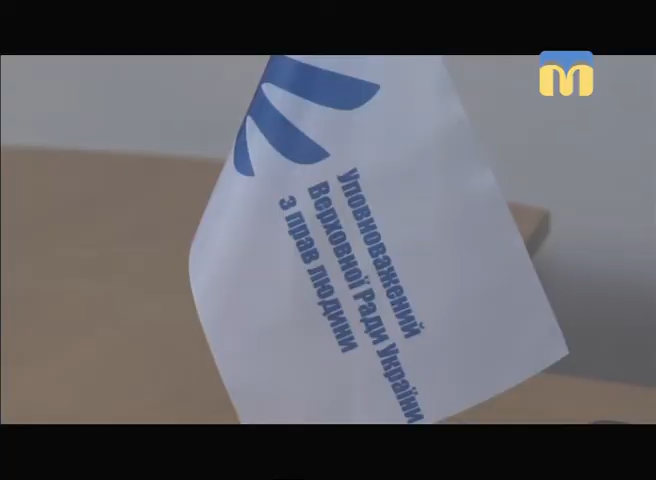 Уповноважений
Верховної Ради України
з прав людини